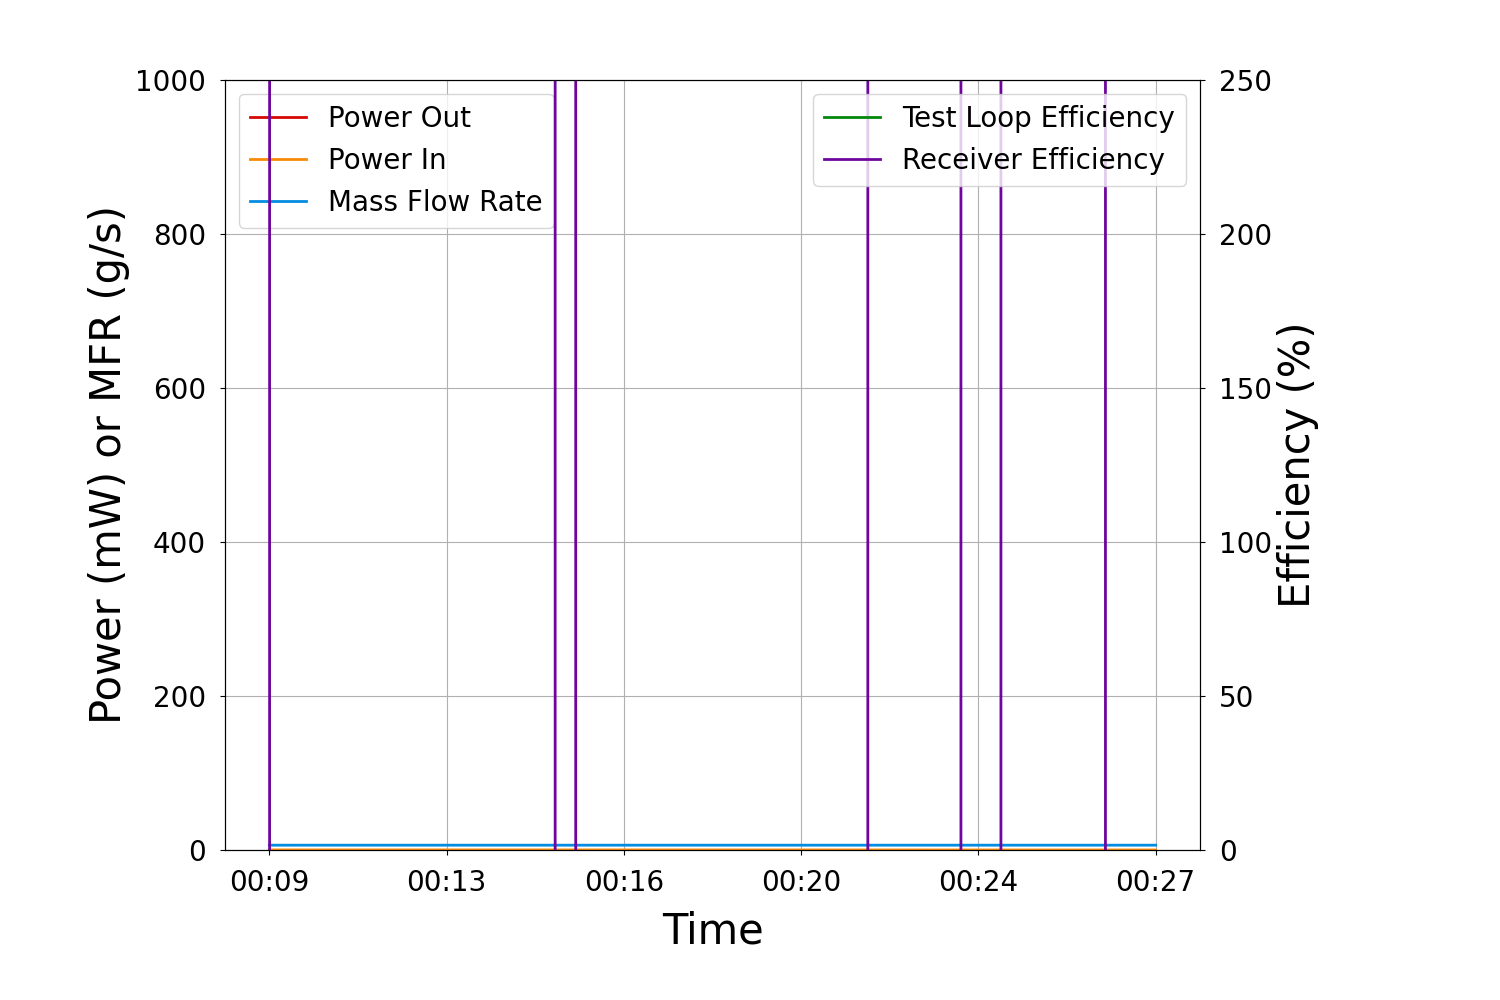 1000
800
600
400
200
0
Power (mW) or MFR (g/s)
Power Out
Power In
Mass Flow Rate
Test Loop Efficiency
Receiver Efficiency
250
200
150
100
50
0
Efficiency (%)
00:09 00:13 00:16 00:20 00:24 00:27
Time